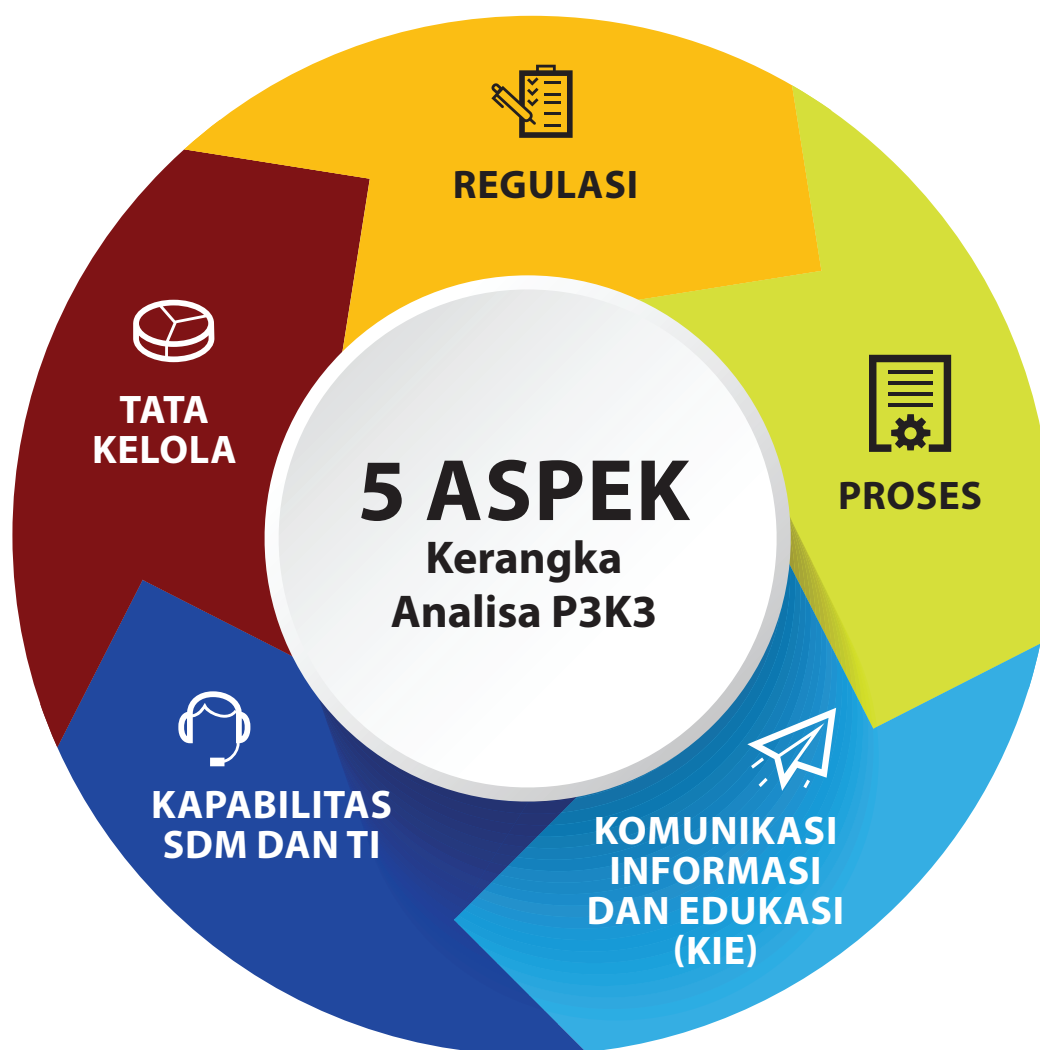 REGULASI
PROSES
KOMUNIKASI
INFORMASI
DAN EDUKASI
(KIE)
KAPABILITAS
SDM DAN TI
TATA
KELOLA
5 ASPEK
Kerangka
Analisa P3K3